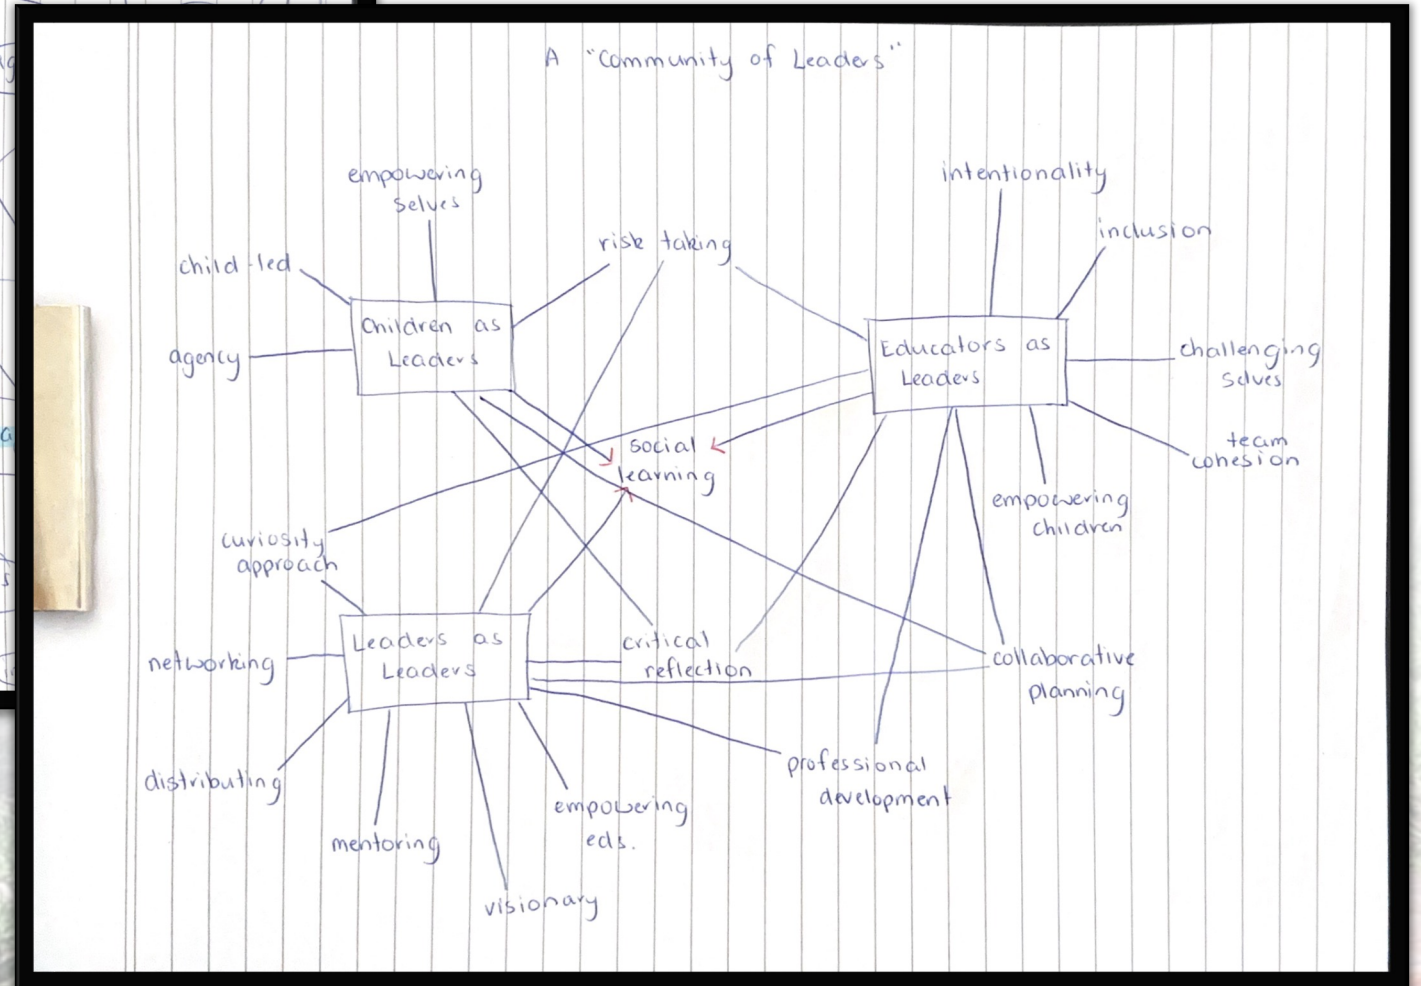 A "Community of Leaders"
empowering
selves
intentionality
inclusion
risk taking
child-led
Children as
Leaders
Educators as
Leaders
agency
challenging
selves
social
learning
team
cohesion
empowering
children
curiosity
approach
Leaders as
Leaders
critical
reflection
networking
collaborative
planning
distributing
professional
development
empowering
eds.
mentoring
visionary